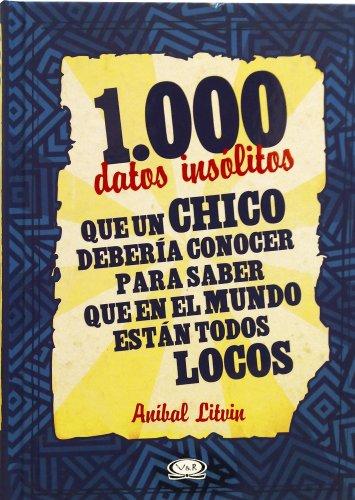 1.000
datos insólitos
QUE UN CHICO
DEBERÍA CONOCER
PARA SABER
QUE EN EL MUNDO
ESTÁN TODOS
LOCOS
Aníbal Litvin
V&R